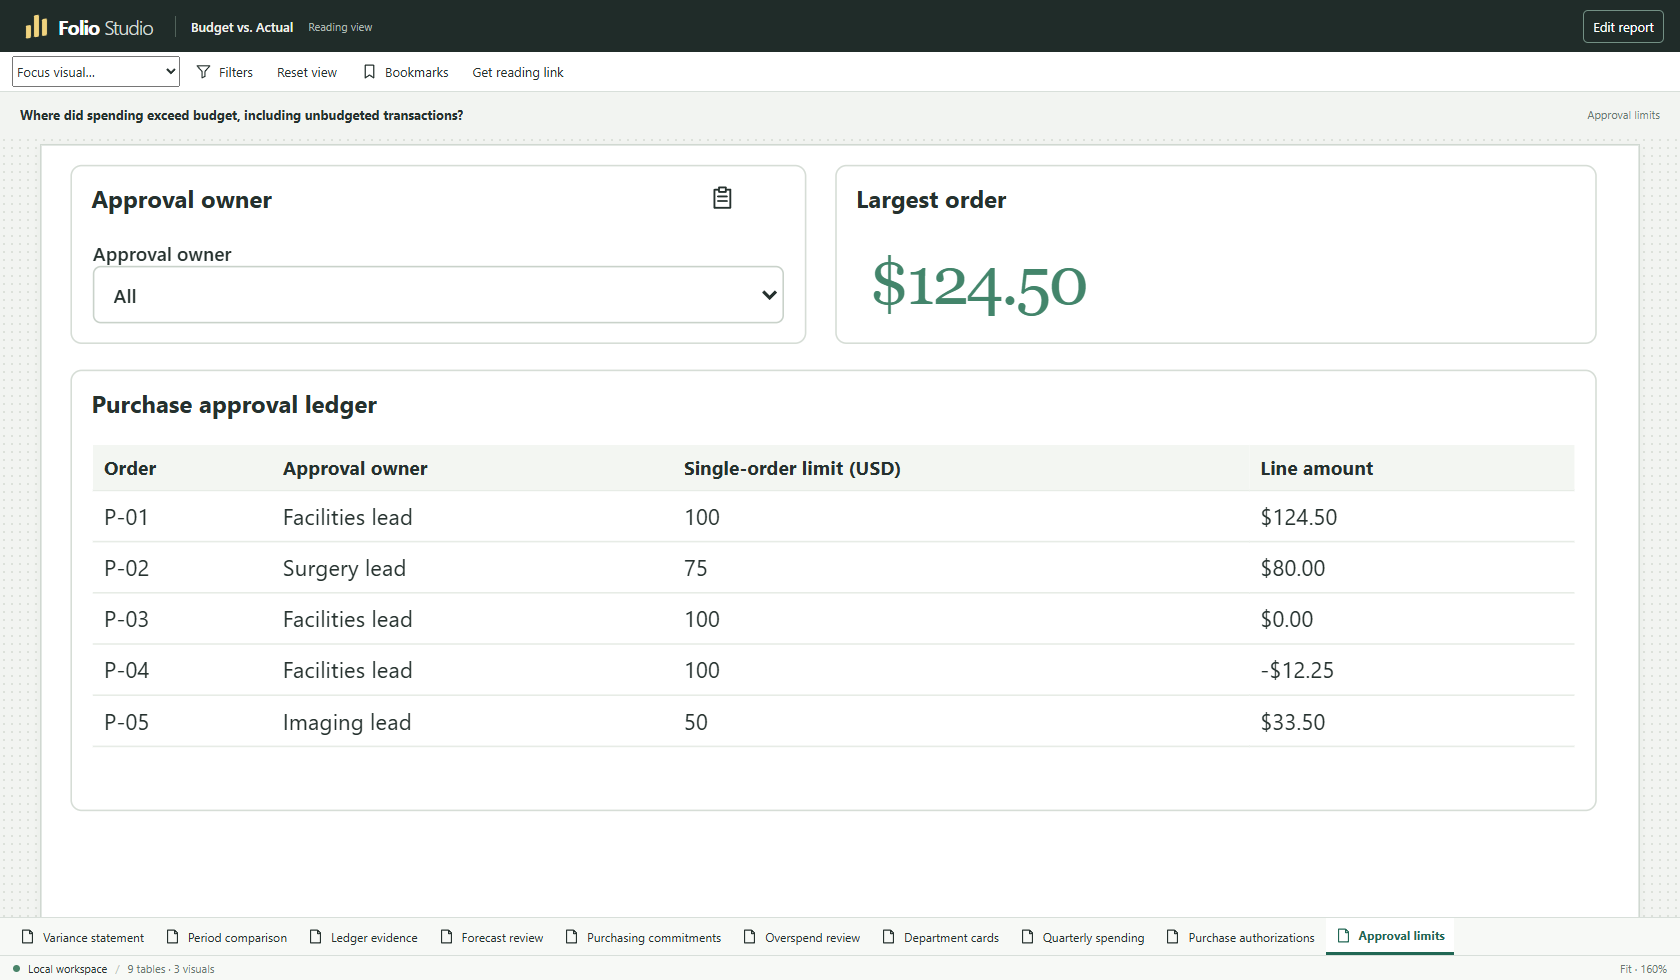 Folio Studio Budget vs. Actual Reading view Edit report
Focus visual... Filters Reset view Bookmarks Get reading link
Where did spending exceed budget, including unbudgeted transactions? Approval limits
Approval owner
Approval owner
All
Largest order
$124.50
Purchase approval ledger
Order Approval owner Single-order limit (USD) Line amount
P-01 Facilities lead 100 $124.50
P-02 Surgery lead 75 $80.00
P-03 Facilities lead 100 $0.00
P-04 Facilities lead 100 -$12.25
P-05 Imaging lead 50 $33.50
Variance statement Period comparison Ledger evidence Forecast review Purchasing commitments Overspend review Department cards Quarterly spending Purchase authorizations Approval limits
Local workspace / 9 tables · 3 visuals Fit · 160%